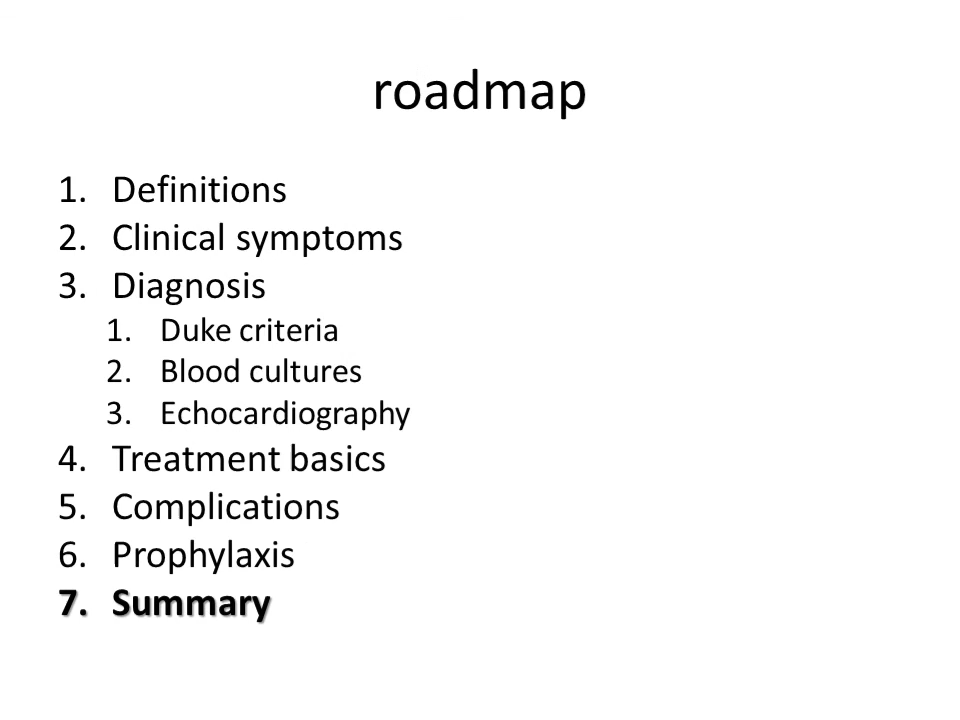 roadmap
1. Definitions
2. Clinical symptoms
3. Diagnosis
1. Duke criteria
2. Blood cultures
3. Echocardiography
4. Treatment basics
5. Complications
6. Prophylaxis
7. Summary